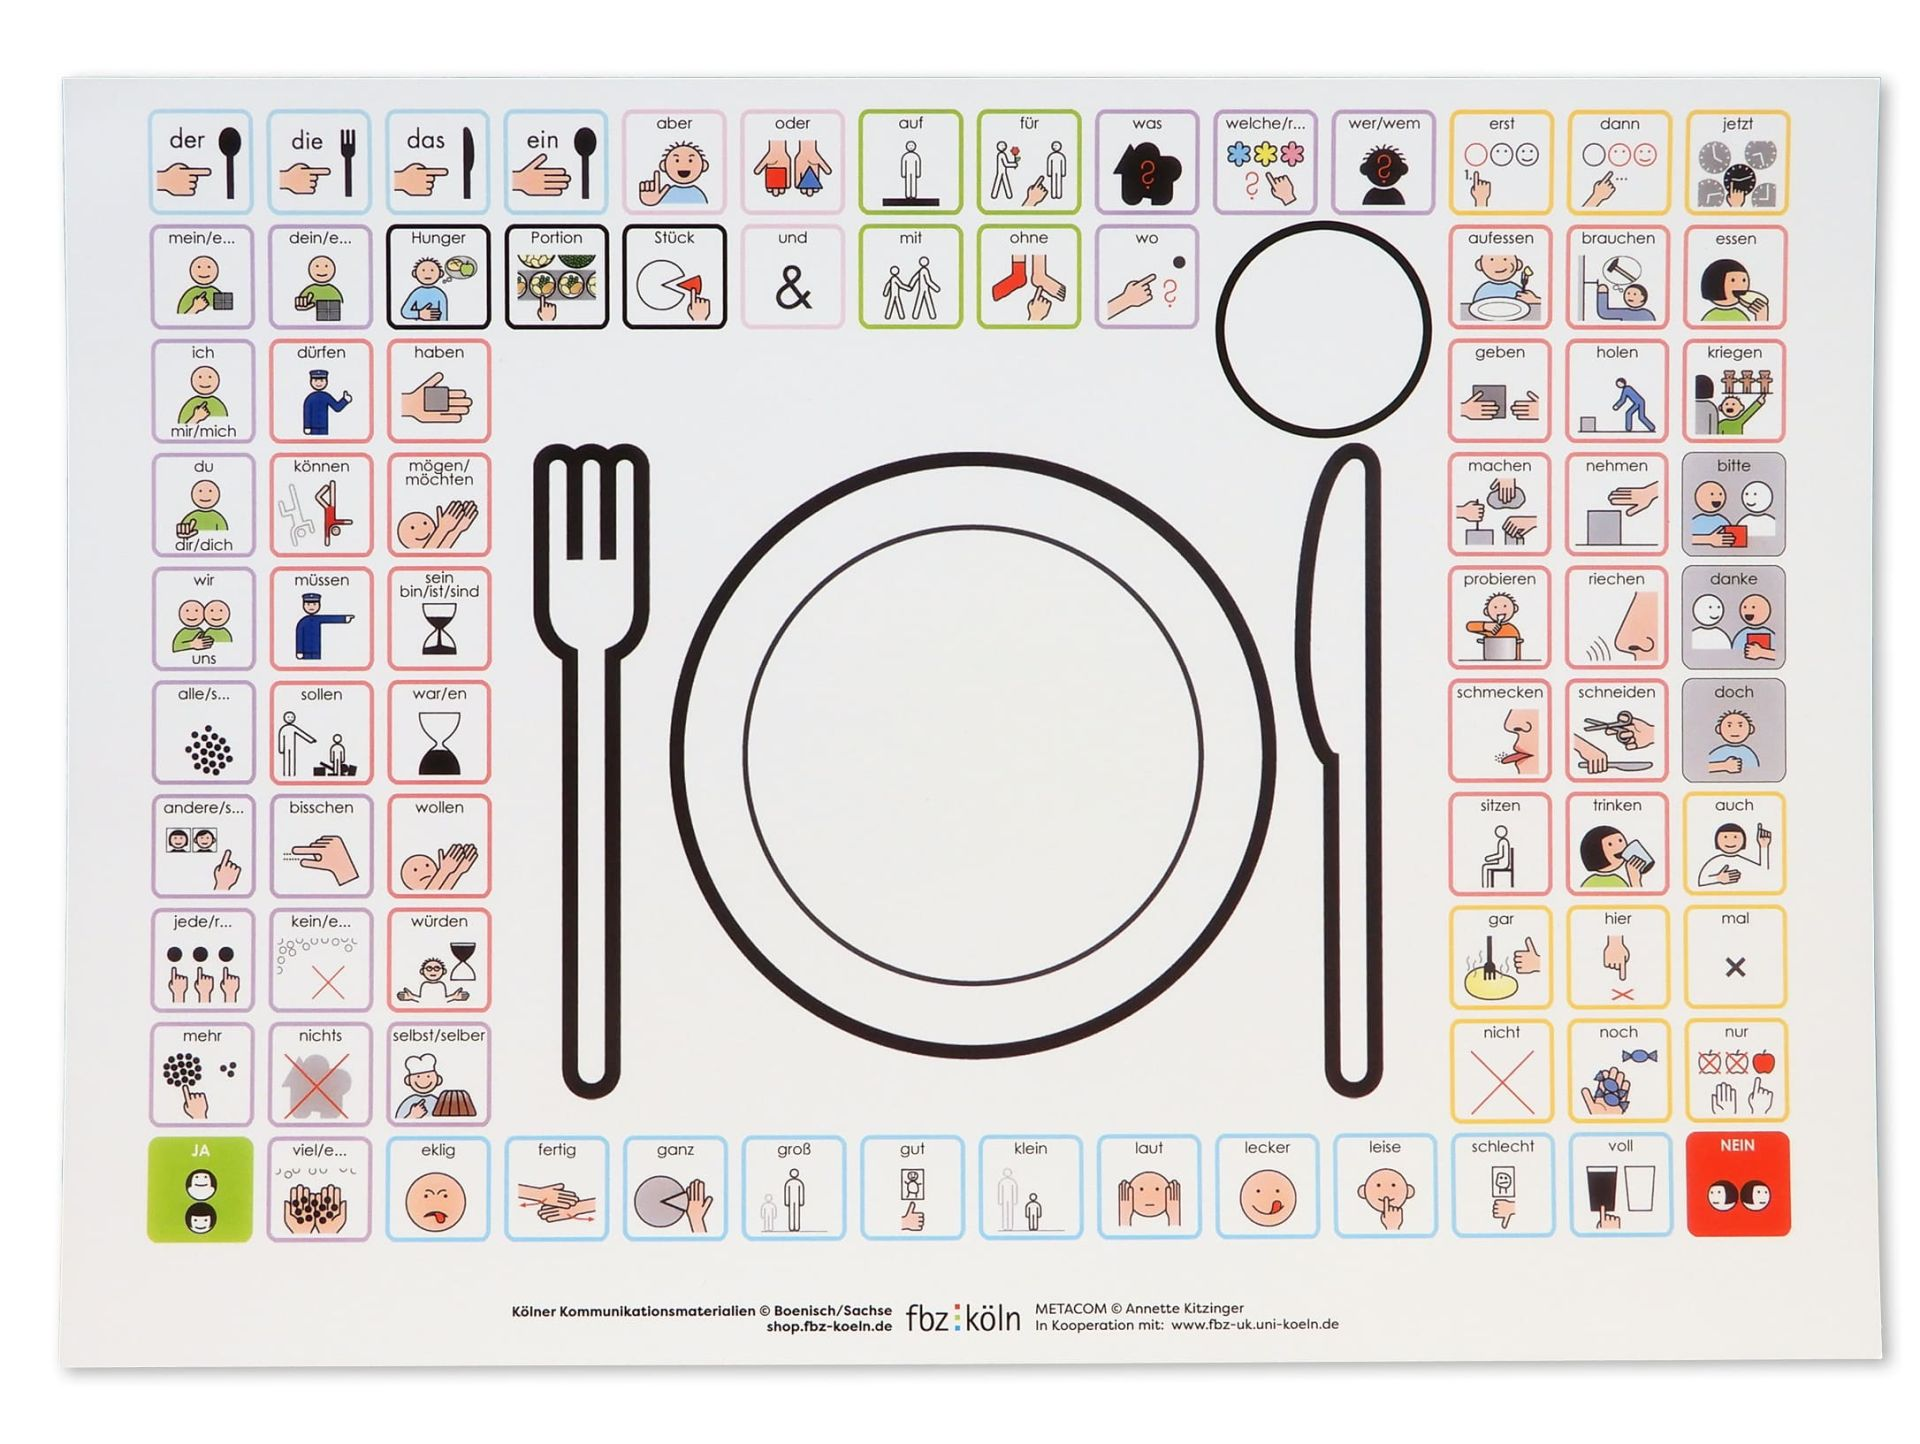 der
die
das
ein
aber
oder
auf
für
was
welche/r...
wer/wem
erst
1.
...
dann
jetzt
mein/e...
dein/e...
Hunger
Portion
Stück
und
&
mit
ohne
wo
?
aufessen
brauchen
essen
ich
mir/mich
dürfen
haben
geben
holen
kriegen
du
dir/dich
können
mögen/
möchten
machen
nehmen
bitte
wir
uns
müssen
sein
bin/ist/sind
probieren
riechen
danke
alle/s...
sollen
war/en
schmecken
schneiden
doch
andere/s...
bisschen
wollen
sitzen
trinken
auch
jede/r...
kein/e...
würden
gar
hier
mal
mehr
nichts
selbst/selber
nicht
noch
nur
JA
viel/e...
eklig
fertig
ganz
groß
gut
klein
laut
lecker
leise
schlecht
voll
NEIN
Kölner Kommunikationsmaterialien © Boenisch/Sachse
shop.fbz-koeln.de
fbz köln
METACOM © Annette Kitzinger
In Kooperation mit: www.fbz-uk.uni-koeln.de